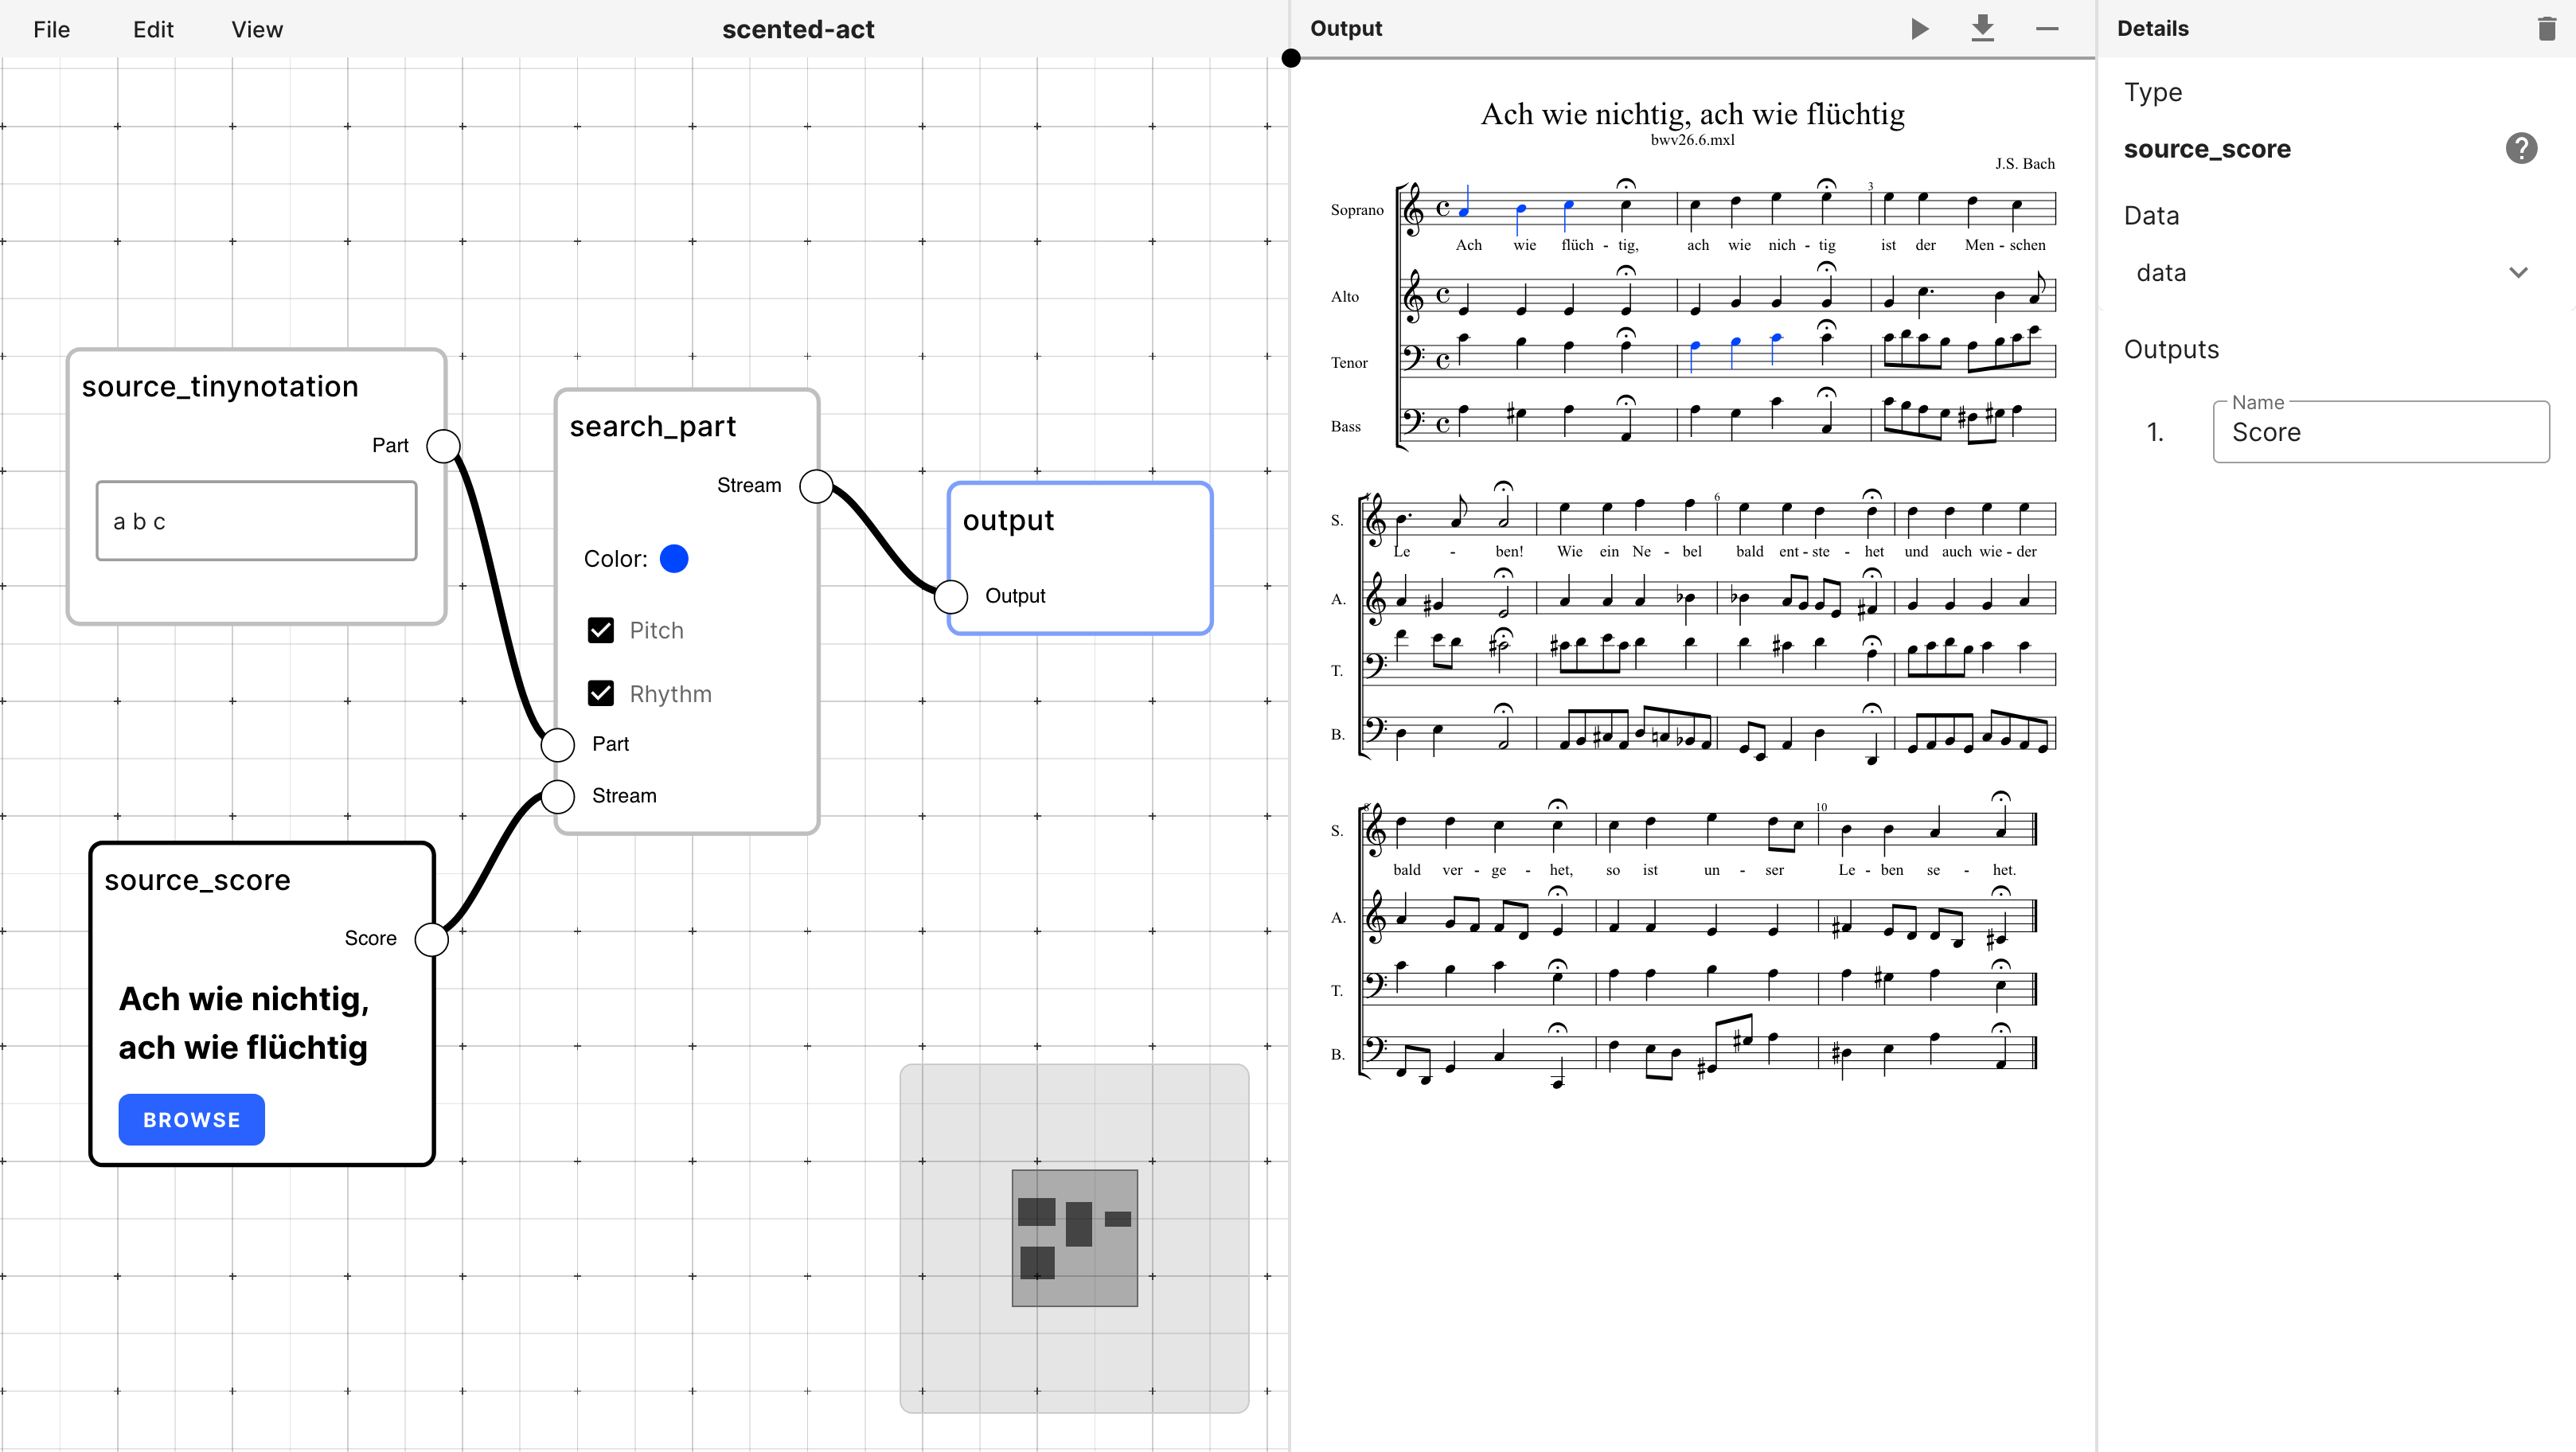 File Edit View scented-act
source_tinynotation
Part
a b c
search_part
Stream
Color:
Pitch
Rhythm
Part
Stream
output
Output
source_score
Score
Ach wie nichtig,
ach wie flüchtig
BROWSE
Output
Ach wie nichtig, ach wie flüchtig
bwv26.6.mxl
J.S. Bach
3
Soprano
Ach wie flüch - tig, ach wie nich - tig ist der Men - schen
Alto
Tenor
Bass
6
S.
Le - ben! Wie ein Ne - bel bald ent - ste - het und auch wie - der
A.
T.
B.
10
S.
bald ver - ge - het, so ist un - ser Le - ben se - het.
A.
T.
B.
Details
Type
source_score
?
Data
data
Outputs
Name
1. Score